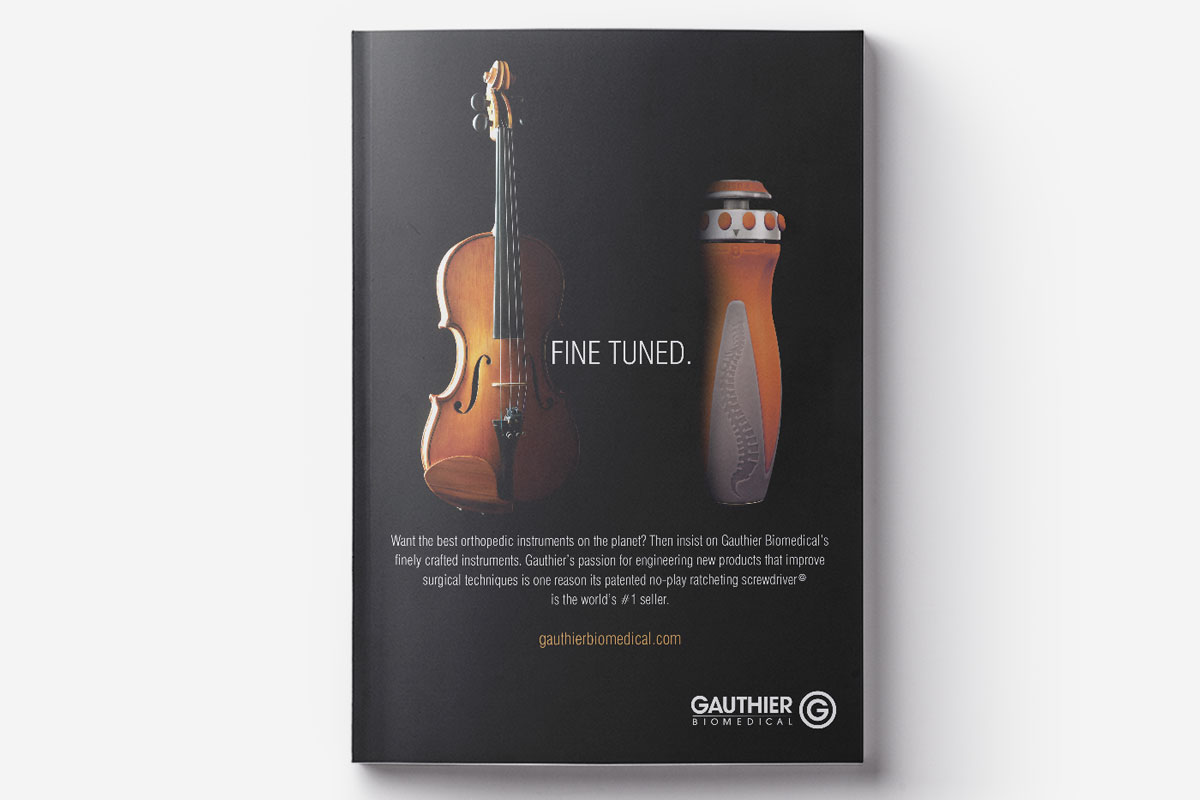 FINE TUNED.
Want the best orthopedic instruments on the planet? Then insist on Gauthier Biomedical's
finely crafted instruments. Gauthier's passion for engineering new products that improve
surgical techniques is one reason its patented no-play ratcheting screwdriver®
is the world's #1 seller.
gauthierbiomedical.com
GAUTHIER G
BIOMEDICAL